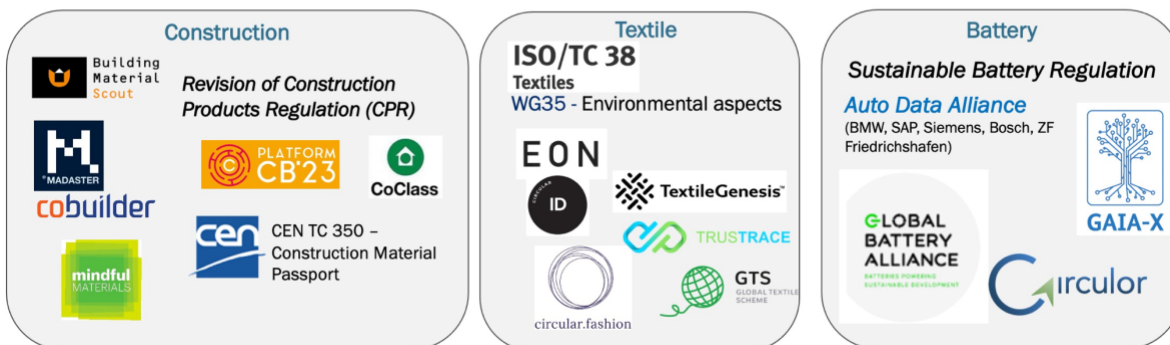 Construction
Building
Material
Scout
Revision of Construction
Products Regulation (CPR)
M.
®MADASTER
PLATFORM
CB'23
CoClass
cobuilder
cen
CEN TC 350 –
Construction Material
Passport
mindful
MATERIALS
Textile
ISO/TC 38
Textiles
WG35 - Environmental aspects
EON
CIRCULAR
ID
TextileGenesis™
TRUSTRACE
circular.fashion
GTS
GLOBAL TEXTILE
SCHEME
Battery
Sustainable Battery Regulation
Auto Data Alliance
(BMW, SAP, Siemens, Bosch, ZF
Friedrichshafen)
GAIA-X
GLOBAL
BATTERY
ALLIANCE
BATTERIES POWERING
SUSTAINABLE DEVELOPMENT
Circulor